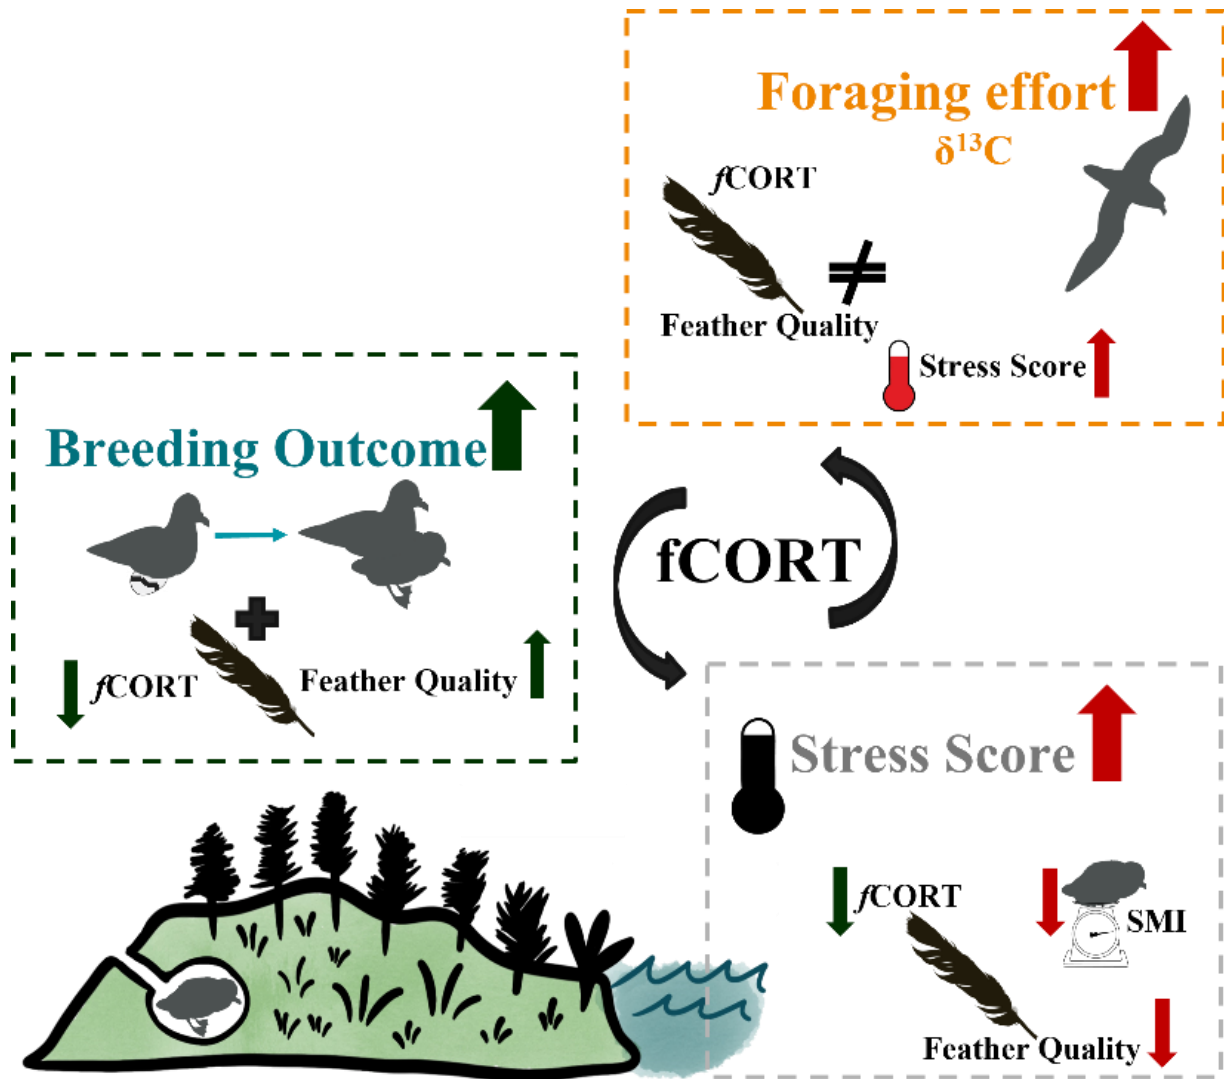 Foraging effort
δ¹³C
fCORT
Feather Quality
Stress Score
Breeding Outcome
fCORT
Feather Quality
fCORT
Stress Score
fCORT
SMI
Feather Quality